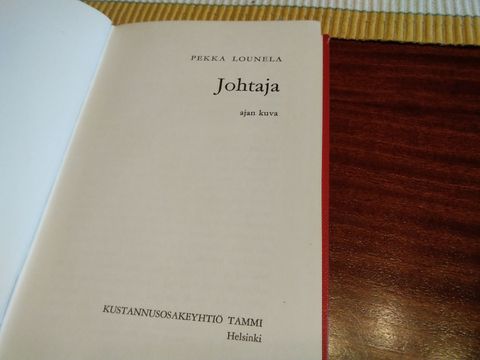 PEKKA LOUNELA
Johtaja
ajan kuva
KUSTANNUSOSAKEYHTIÖ TAMMI
Helsinki